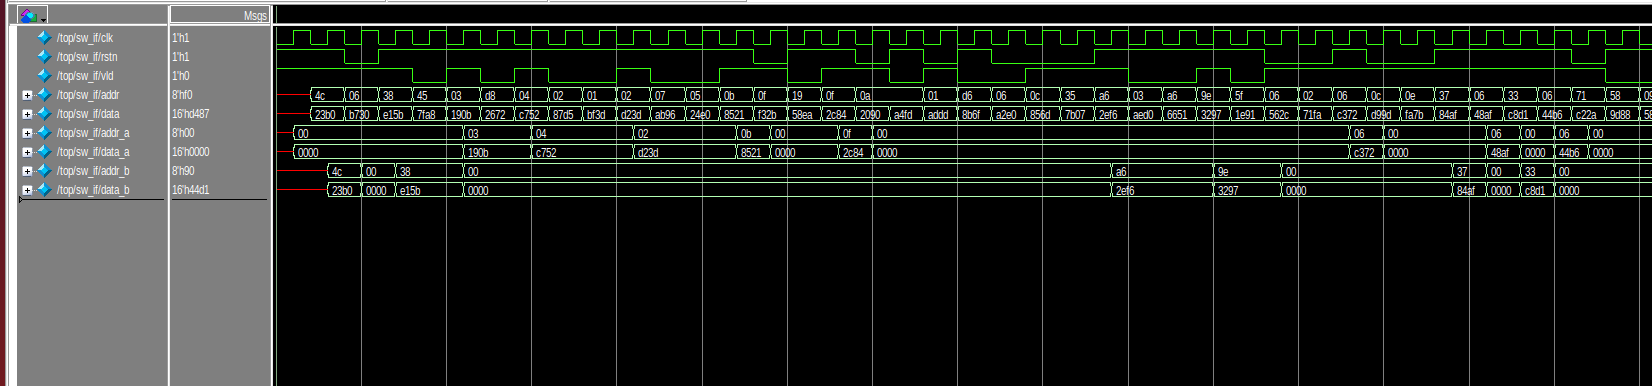 Msgs
/top/sw_if/clk 1'h1
/top/sw_if/rstn 1'h1
/top/sw_if/vld 1'h0
/top/sw_if/addr 8'hf0 4c 06 38 45 03 d8 04 02 01 02 07 05 0b 0f 19 0f 0a 01 d6 06 0c 35 a6 03 a6 9e 5f 06 02 06 0c 0e 37 06 33 06 71 58
/top/sw_if/data 16'hd487 23b0 b730 e15b 7fa8 190b 2672 c752 87d5 bf3d d23d ab96 24e0 8521 f32b 58ea 2c84 2090 a4fd addd 8b6f a2e0 856d 7b07 2ef6 aed0 6651 3297 1e91 562c 71fa c372 d99d fa7b 84af 48af c8d1 44b6 c22a 9d88
/top/sw_if/addr_a 8'h00 00 03 04 02 0b 00 0f 00 06 00 06 00 06 00
/top/sw_if/data_a 16'h0000 0000 190b c752 d23d 8521 0000 2c84 0000 c372 0000 48af 0000 44b6 0000
/top/sw_if/addr_b 8'h90 4c 00 38 00 a6 9e 00 37 00 33 00
/top/sw_if/data_b 16'h44d1 23b0 0000 e15b 0000 2ef6 3297 0000 84af 0000 c8d1 0000